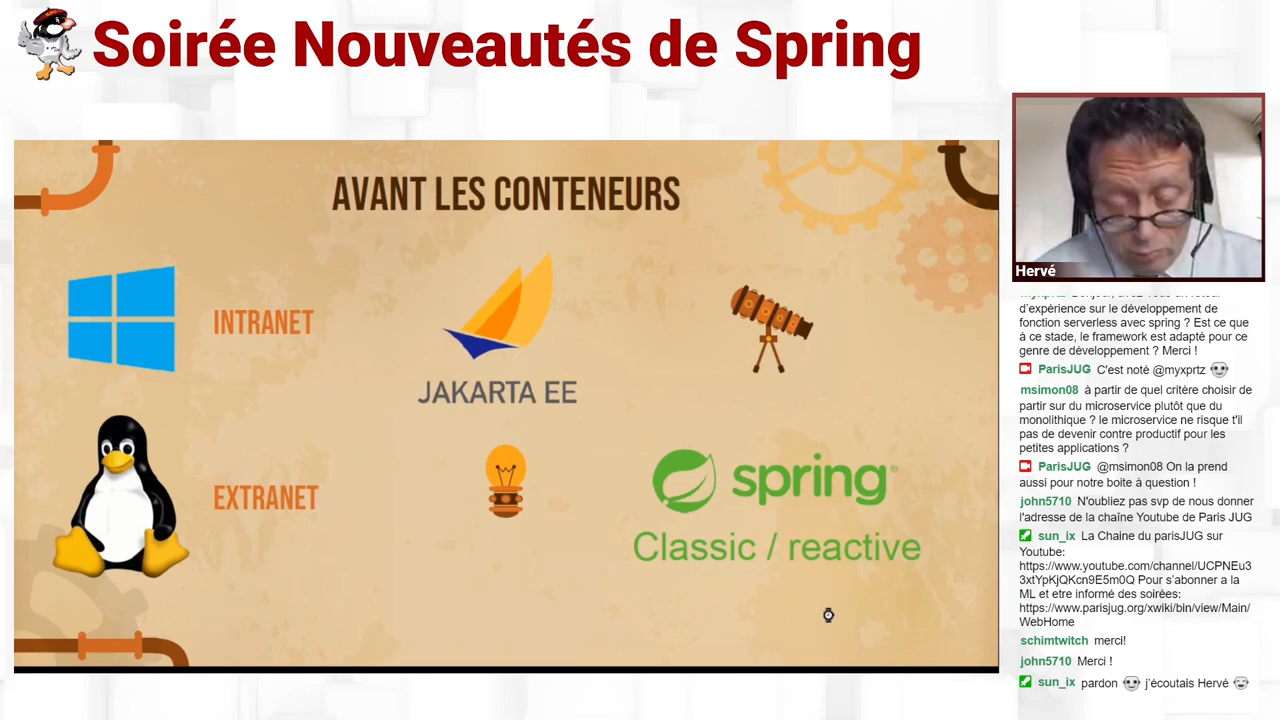 Soirée Nouveautés de Spring
AVANT LES CONTENEURS
INTRANET
JAKARTA EE
EXTRANET
spring
Classic / reactive
Hervé
d'expérience sur le développement de
fonction serverless avec spring ? Est ce que
à ce stade, le framework est adapté pour ce
genre de développement ? Merci !
ParisJUG C'est noté @myxprtz
msimon08 à partir de quel critère choisir de
partir sur du microservice plutôt que du
monolithique ? le microservice ne risque t'il
pas de devenir contre productif pour les
petites applications ?
ParisJUG @msimon08 On la prend
aussi pour notre boite à question !
john5710 N'oubliez pas svp de nous donner
l'adresse de la chaîne Youtube de Paris JUG
sun_ix La Chaine du parisJUG sur
Youtube:
https://www.youtube.com/channel/UCPNEu3
3xtYpKjQKcn9E5m0Q Pour s'abonner a la
ML et etre informé des soirées:
https://www.parisjug.org/xwiki/bin/view/Main/
WebHome
schimtwitch merci!
john5710 Merci !
sun_ix pardon j'écoutais Hervé